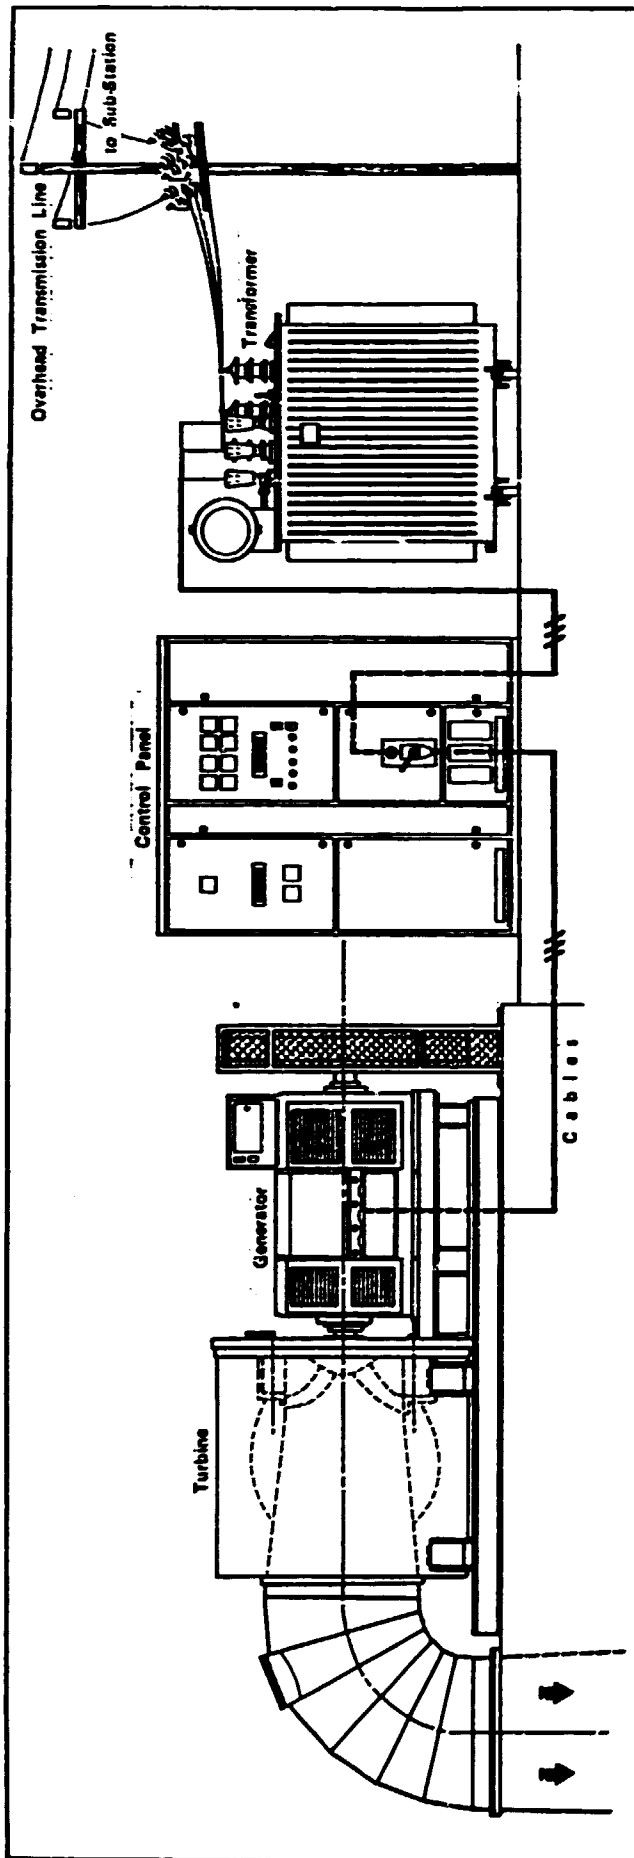 Turbine
Generator
Cables
Control Panel
Transformer
Overhead Transmission Line
to Sub-Station